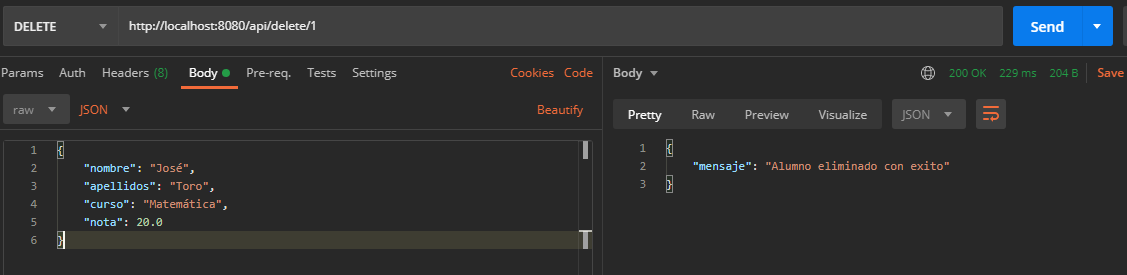 DELETE http://localhost:8080/api/delete/1 Send
Params Auth Headers (8) Body Pre-req. Tests Settings Cookies Code
raw JSON Beautify
1 {
2 "nombre": "José",
3 "apellidos": "Toro",
4 "curso": "Matemática",
5 "nota": 20.0
6 }
Body 200 OK 229 ms 204 B Save
Pretty Raw Preview Visualize JSON
1 {
2 "mensaje": "Alumno eliminado con exito"
3 }